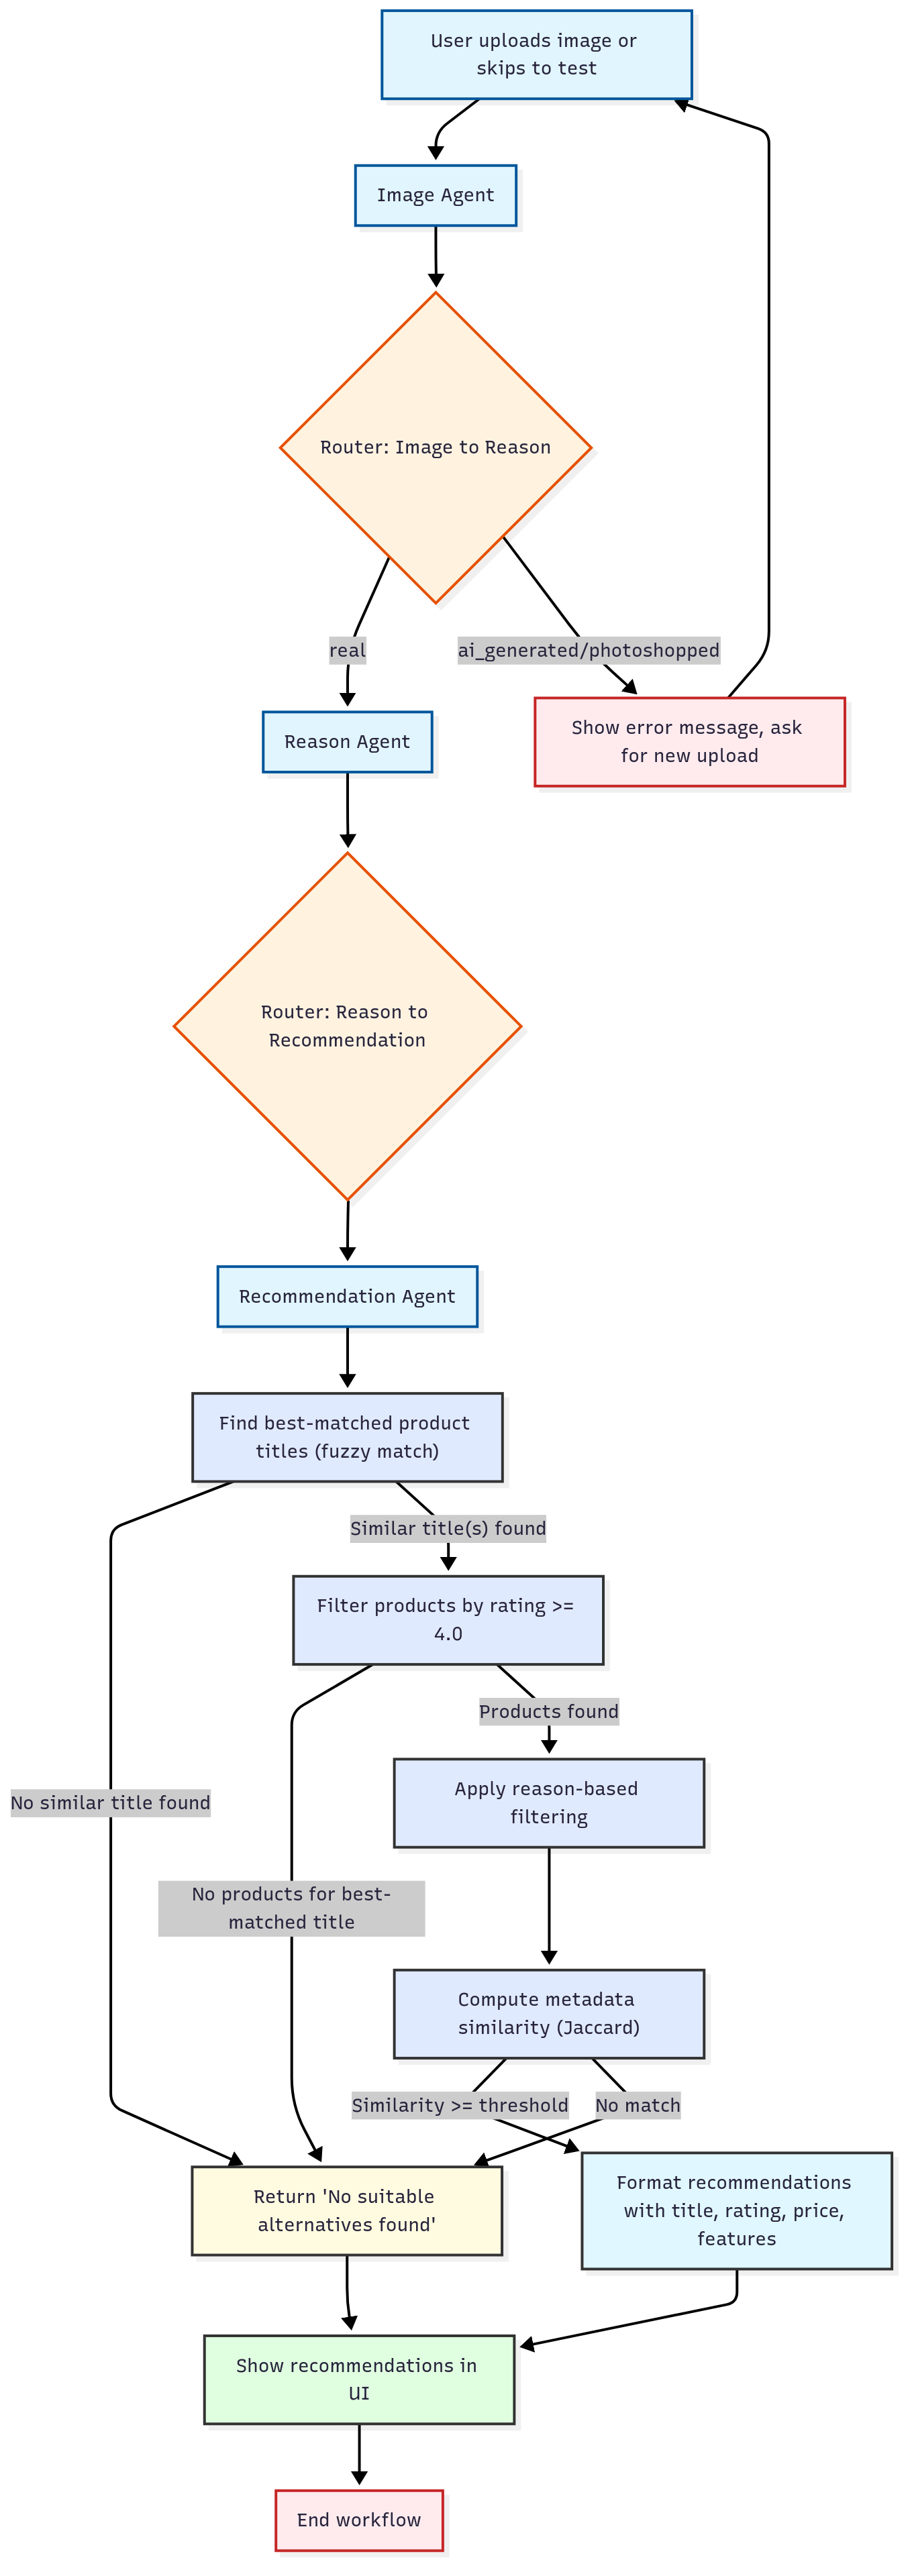 User uploads image or
skips to test
Image Agent
Router: Image to Reason
real
ai_generated/photoshopped
Reason Agent
Show error message, ask
for new upload
Router: Reason to
Recommendation
Recommendation Agent
Find best-matched product
titles (fuzzy match)
Similar title(s) found
Filter products by rating >=
4.0
Products found
Apply reason-based
filtering
No similar title found
No products for best-
matched title
Compute metadata
similarity (Jaccard)
Similarity >= threshold
No match
Return 'No suitable
alternatives found'
Format recommendations
with title, rating, price,
features
Show recommendations in
UI
End workflow